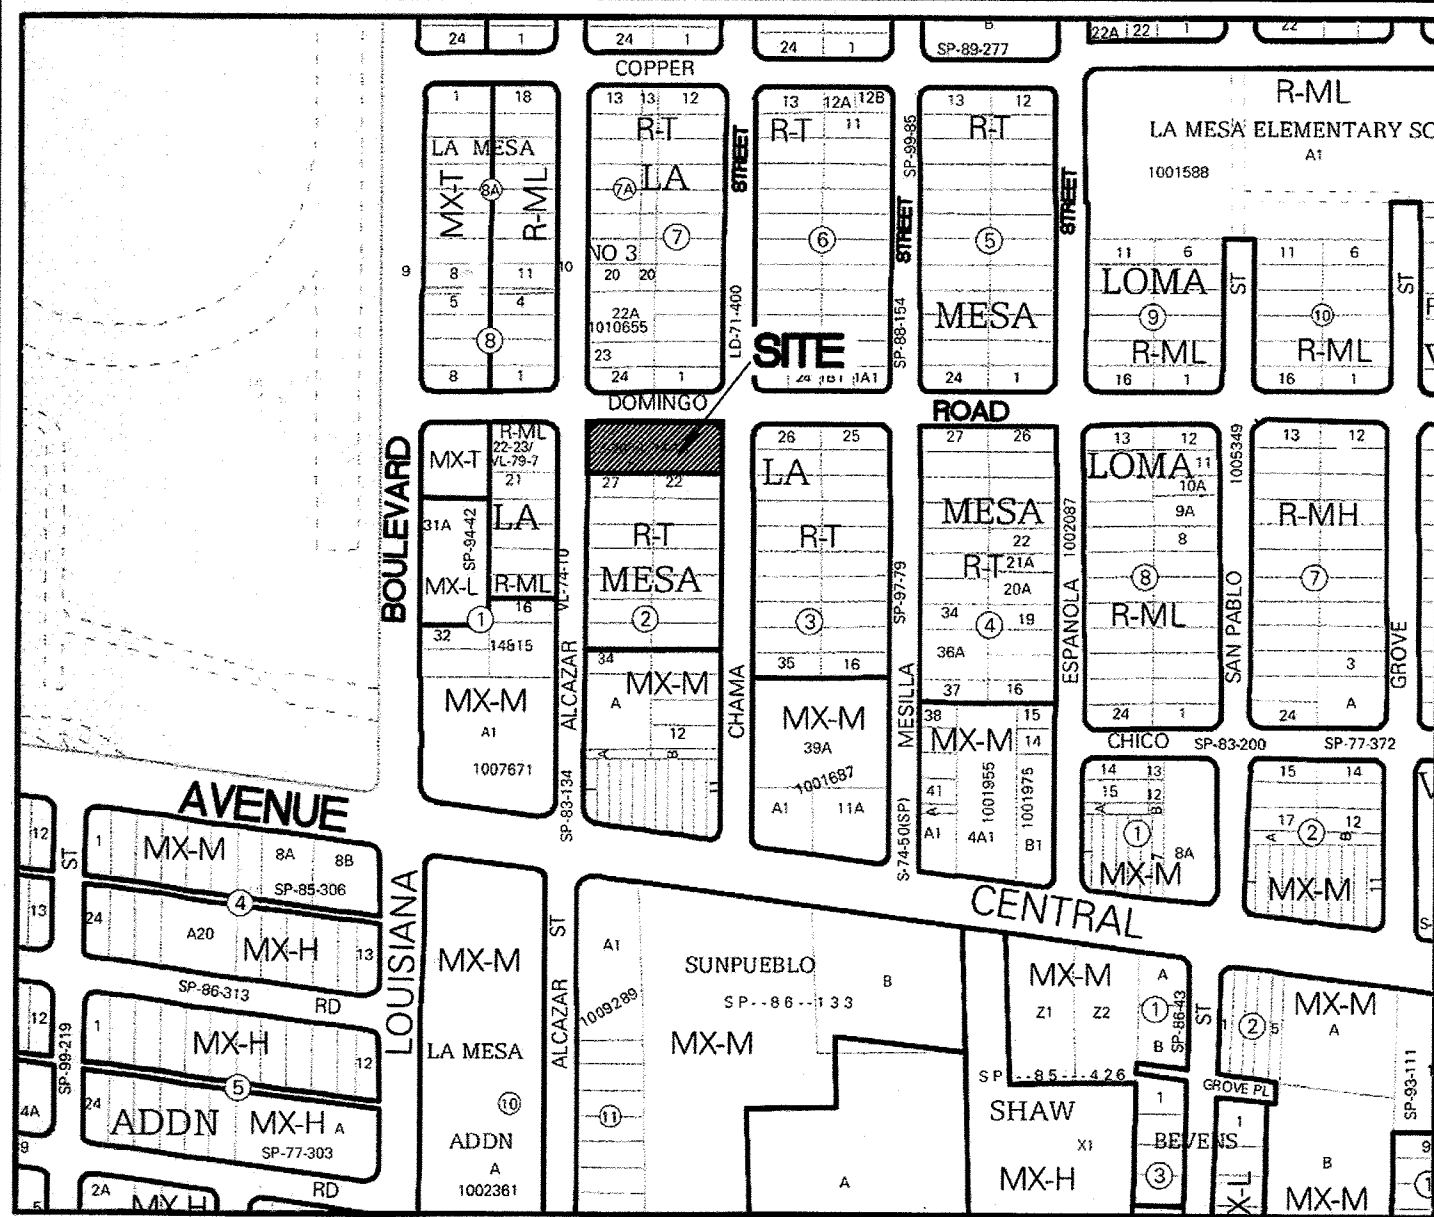 24 1
24 1
24 1
B
SP-89-277
22A 22 1
22
COPPER
1 18
13 13 12
13 12A 12B
11
13 12
R-ML
R-T
R-T
R-T
LA MESA ELEMENTARY SC
A1
1001588
LA MESA
8A
MX-T
R-ML
7A LA
7
6
5
STREET
SP-99-85
STREET
STREET
NO 3
9
8 11
10
20 20
5 4
22A
1010655
LD-71-400
SP-88-154
8
23
8 1
24 1
24 1B1 1A1
24 1
MESA
11 6
LOMA
9
R-ML
16 1
ST
11 6
10
R-ML
16 1
ST
SITE
DOMINGO
ROAD
BOULEVARD
MX-T
R-ML
22-23/
VL-79-7
21
31A
SP-94-42
LA
MX-L
R-ML
16
1
32
14 15
VL-74-10
27 22
R-T
MESA
2
26 25
LA
R-T
3
35 16
SP-97-79
27 26
MESA
22
R-T 21A
20A
34 4 19
36A
37 16
1002087
ESPANOLA
13 12
LOMA 11
10A
9A
8
8
R-ML
24 1
1005349
SAN PABLO
13 12
R-MH
7
3
A
24
GROVE
MX-M
A1
1007671
ALCAZAR
SP-83-134
34
A
MX-M
12
A B
11
CHAMA
MX-M
39A
1001687
A1 11A
MESILLA
S-74-50(SP)
38 15
MX-M 14
41
A
A1
1001955
4A1
1001975
B1
CHICO SP-83-200 SP-77-372
14 13
15 12
A B
1
7 8A
MX-M
15 14
17 2 12
A B
MX-M
11
AVENUE
12
ST
1
MX-M
8A 8B
SP-85-306
4
13
24
A20
MX-H
13
SP-86-313
RD
LOUISIANA
CENTRAL
MX-M
ST
A1
1009289
SUNPUEBLO
SP--86--133
B
MX-M
MX-M
A
Z1 Z2
1
B
SP-86-43
ST
1 2 5
MX-M
A
12
SP-99-219
1
MX-H
12
5
LA MESA
10
ADDN
A
1002361
ALCAZAR
11
A
SP--85--426
GROVE PL
SP-93-111
4A
24
ADDN
MX-H A
SP-77-303
SHAW
X1
MX-H
1
BEVENS
3
1
X-L
B
MX-M
9
9
1
5
2A
MX H
RD